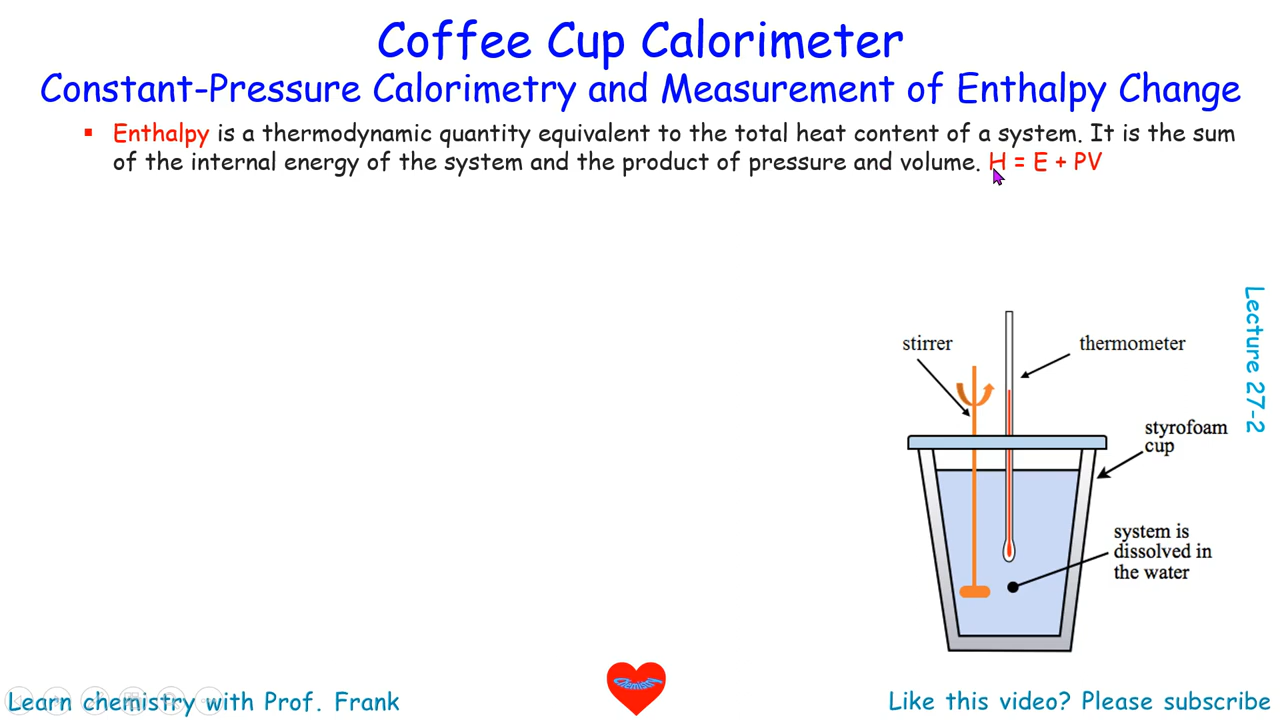 Coffee Cup Calorimeter
Constant-Pressure Calorimetry and Measurement of Enthalpy Change
▪ Enthalpy is a thermodynamic quantity equivalent to the total heat content of a system. It is the sum
of the internal energy of the system and the product of pressure and volume. H = E + PV
stirrer
thermometer
styrofoam
cup
system is
dissolved in
the water
Lecture 27-2
Learn chemistry with Prof. Frank
Chemistry
Like this video? Please subscribe